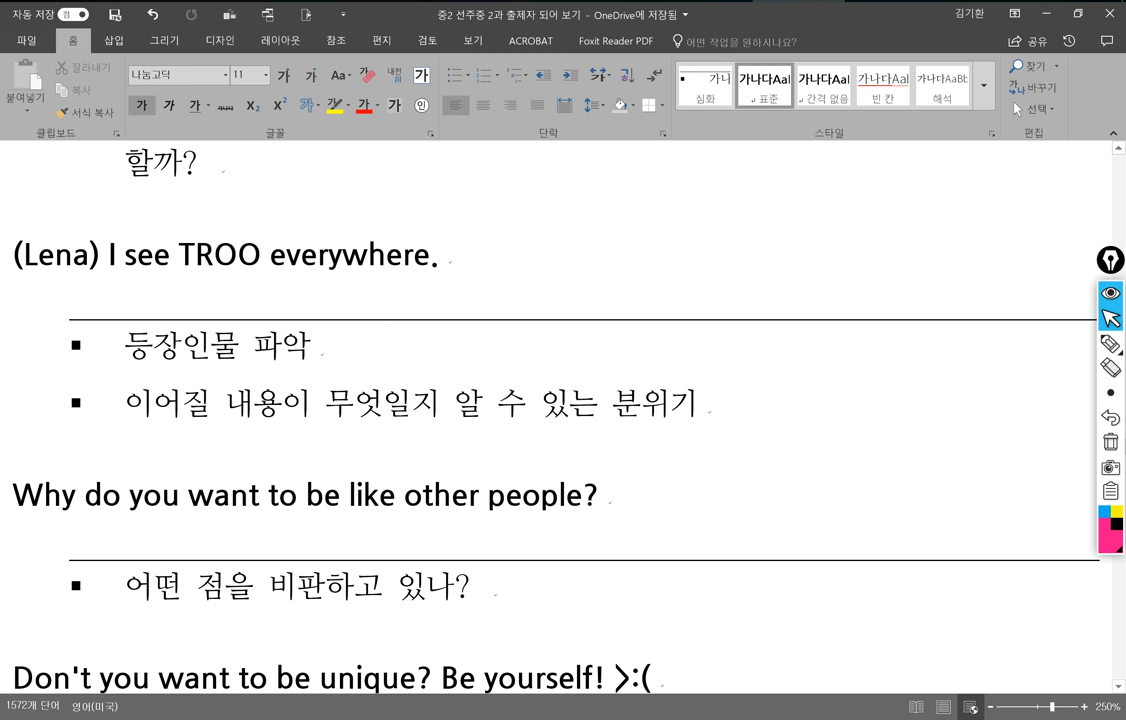 자동 저장 컴 중2 선주중 2과 출제자 되어 보기 - OneDrive에 저장됨 김기환
파일 홈 삽입 그리기 디자인 레이아웃 참조 편지 검토 보기 ACROBAT Foxit Reader PDF 어떤 작업을 원하시나요? 공유
붙여넣기 잘라내기 복사 서식 복사
나눔고딕 11
가나 가나다AaI 가나다AaI 가나다AaI 가나다AaBb
심화 표준 간격 없음 빈 칸 해석
찾기 바꾸기 선택
클립보드 글꼴 단락 스타일 편집
할까?
(Lena) I see TROO everywhere.
■ 등장인물 파악
■ 이어질 내용이 무엇일지 알 수 있는 분위기
Why do you want to be like other people?
■ 어떤 점을 비판하고 있나?
Don't you want to be unique? Be yourself! >:(
1572개 단어 영어(미국) 250%